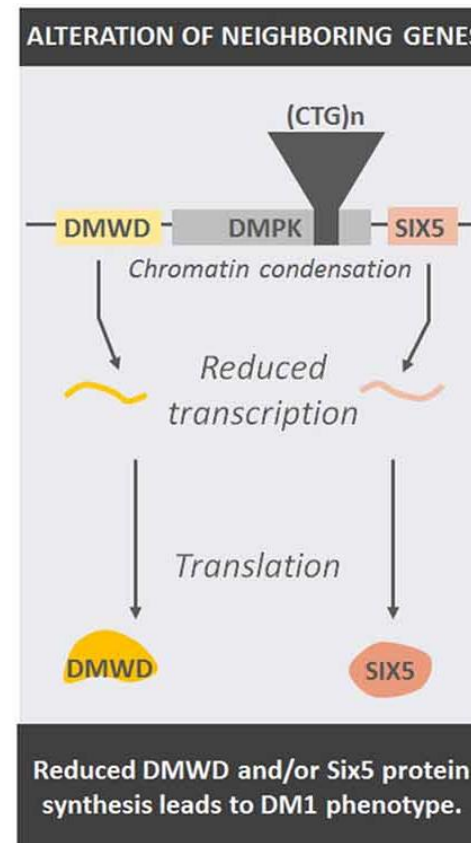 ALTERATION OF NEIGHBORING GENES
(CTG)n
DMWD DMPK SIX5
Chromatin condensation
Reduced
transcription
Translation
DMWD SIX5
Reduced DMWD and/or Six5 protein
synthesis leads to DM1 phenotype.